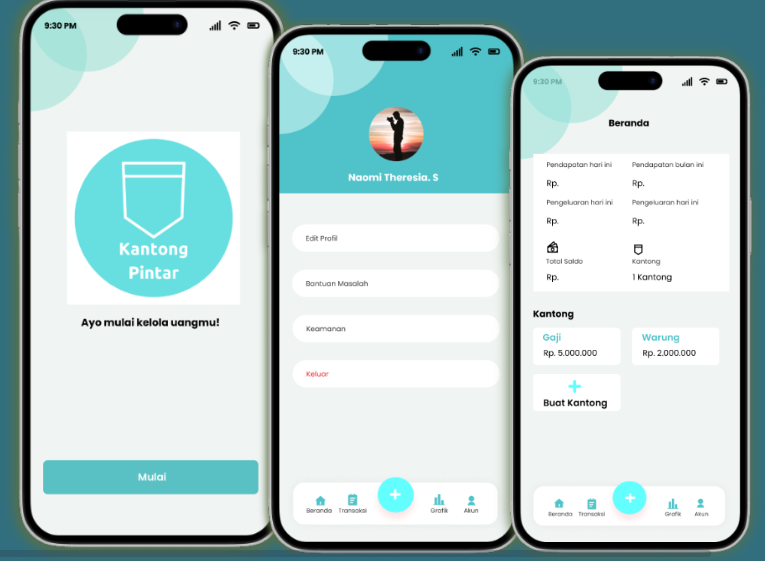 9:30 PM
Kantong
Pintar
Ayo mulai kelola uangmu!
Mulai
9:30 PM
Naomi Theresia. S
Edit Profil
Bantuan Masalah
Keamanan
Keluar
Beranda Transaksi Grafik Akun
9:30 PM
Beranda
Pendapatan hari ini Pendapatan bulan ini
Rp. Rp.
Pengeluaran hari ini Pengeluaran hari ini
Rp. Rp.
Total Saldo Kantong
Rp. 1 Kantong
Kantong
Gaji Warung
Rp. 5.000.000 Rp. 2.000.000
Buat Kantong
Beranda Transaksi Grafik Akun